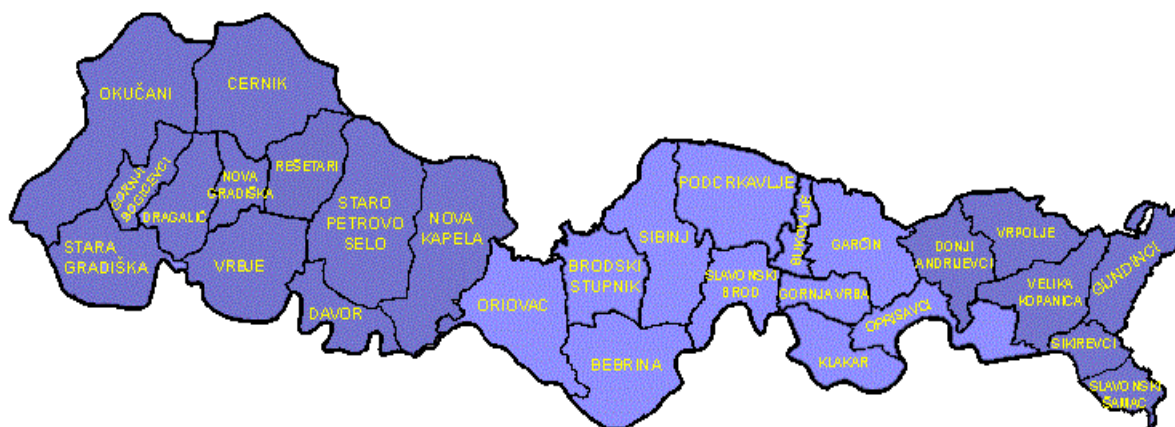 OKUČANI
CERNIK
GORNJI
BOGIĆEVCI
DRAGALIĆ
NOVA
GRADIŠKA
REŠETARI
STARO
PETROVO
SELO
NOVA
KAPELA
STARA
GRADIŠKA
VRBJE
DAVOR
ORIOVAC
BRODSKI
STUPNIK
SIBINJ
PODCRKAVLJE
BUKOVLJE
GARČIN
SLAVONSKI
BROD
GORNJA VRBA
BEBRINA
KLAKAR
OPRISAVCI
DONJI
ANDRIJEVCI
VRPOLJE
VELIKA
KOPANICA
GUNDINCI
SIKIREVCI
SLAVONSKI
ŠAMAC